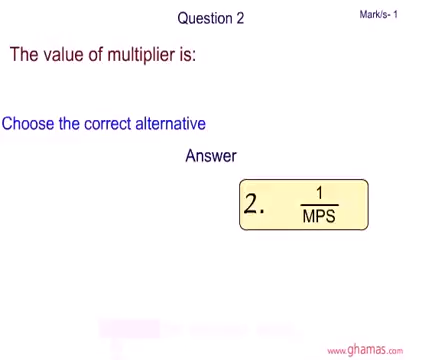 Question 2
Mark/s- 1
The value of multiplier is:
Choose the correct alternative
Answer
2.
1
MPS
www.ghamas.com